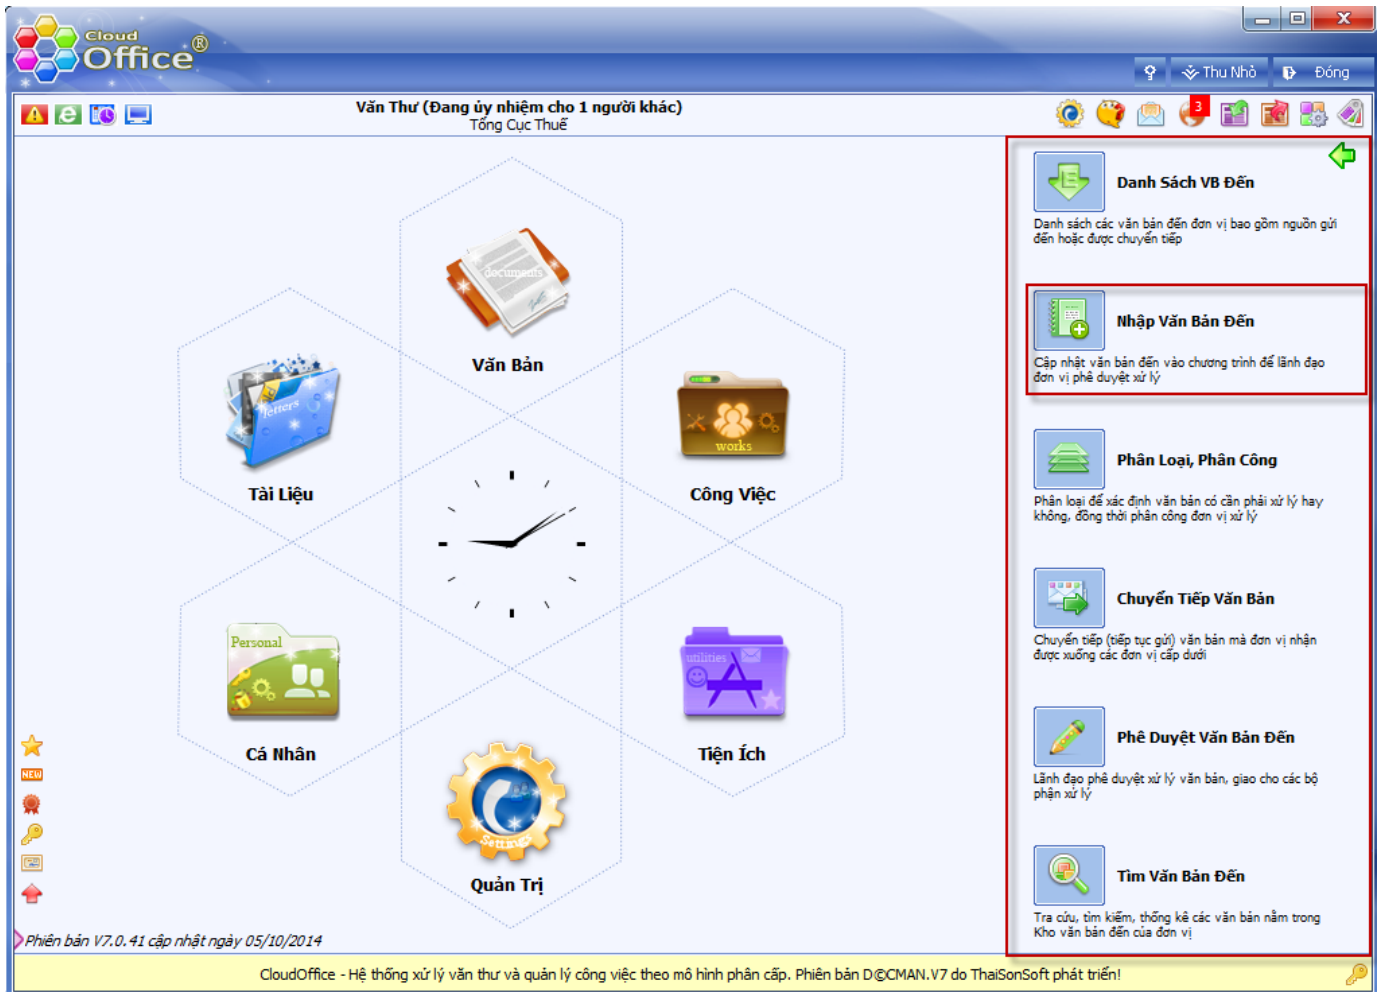 Cloud
Office®
Thu Nhỏ
Đóng
Văn Thư (Đang ủy nhiệm cho 1 người khác)
Tổng Cục Thuế
3
Danh Sách VB Đến
Danh sách các văn bản đến đơn vị bao gồm nguồn gửi
đến hoặc được chuyển tiếp
Nhập Văn Bản Đến
Cập nhật văn bản đến vào chương trình để lãnh đạo
đơn vị phê duyệt xử lý
Phân Loại, Phân Công
Phân loại để xác định văn bản có cần phải xử lý hay
không, đồng thời phân công đơn vị xử lý
Chuyển Tiếp Văn Bản
Chuyển tiếp (tiếp tục gửi) văn bản mà đơn vị nhận
được xuống các đơn vị cấp dưới
Phê Duyệt Văn Bản Đến
Lãnh đạo phê duyệt xử lý văn bản, giao cho các bộ
phận xử lý
Tìm Văn Bản Đến
Tra cứu, tìm kiếm, thống kê các văn bản nằm trong
Kho văn bản đến của đơn vị
documents
Văn Bản
letters
Tài Liệu
works
Công Việc
Personal
Cá Nhân
utilities
Tiện Ích
Settings
Quản Trị
NEW
Phiên bản V7.0.41 cập nhật ngày 05/10/2014
CloudOffice - Hệ thống xử lý văn thư và quản lý công việc theo mô hình phân cấp. Phiên bản D©CMAN.V7 do ThaiSonSoft phát triển!